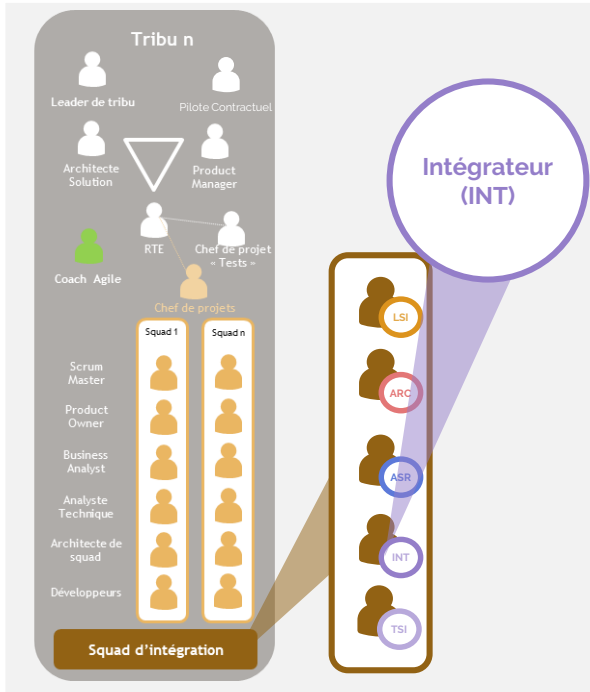 Tribu n
Leader de tribu
Pilote Contractuel
Architecte
Solution
Product
Manager
RTE
Chef de projet
« Tests »
Coach Agile
Chef de projets
Squad 1
Squad n
Scrum
Master
Product
Owner
Business
Analyst
Analyste
Technique
Architecte de
squad
Développeurs
Squad d’intégration
Intégrateur
(INT)
LSI
ARC
ASR
INT
TSI